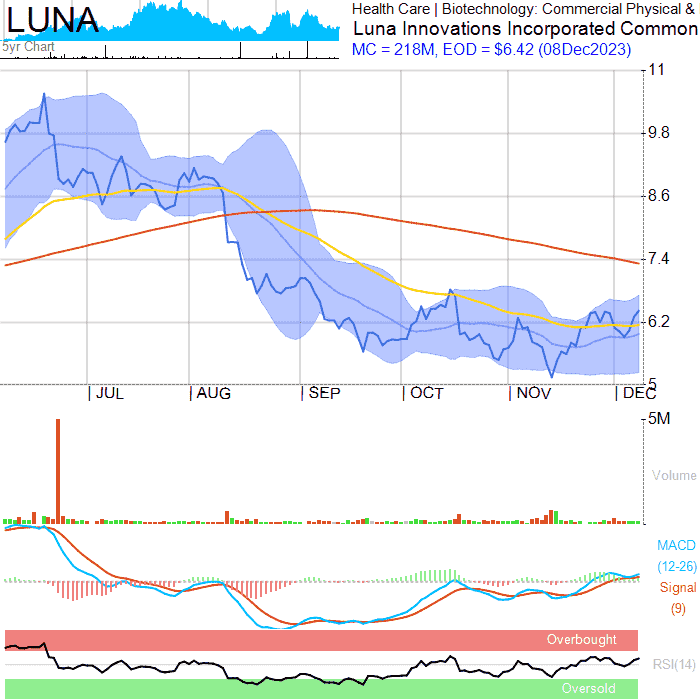 LUNA
5yr Chart
Health Care | Biotechnology: Commercial Physical &
Luna Innovations Incorporated Common
MC = 218M, EOD = $6.42 (08Dec2023)
11
9.8
8.6
7.4
6.2
5
JUL AUG SEP OCT NOV DEC
5M
Volume
MACD
(12-26)
Signal
(9)
Overbought
RSI(14)
Oversold